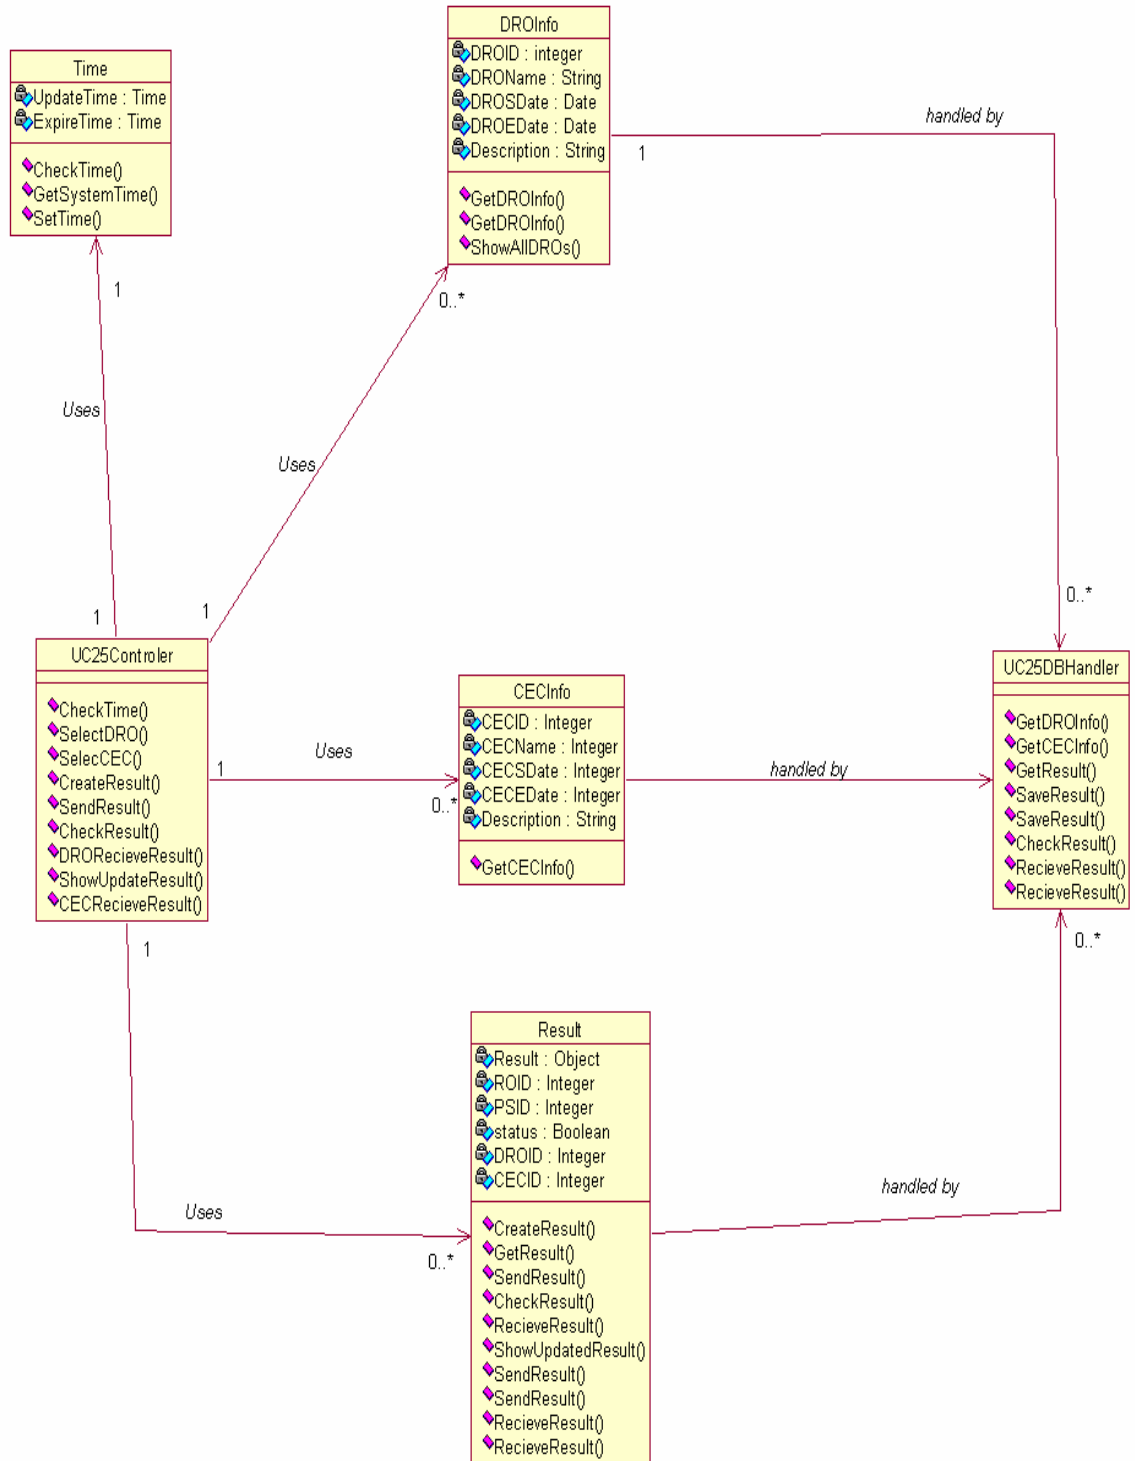 DROInfo
DROID : integer
DROName : String
DROSDate : Date
DROEDate : Date
Description : String
GetDROInfo()
GetDROInfo()
ShowAllDROs()
Time
UpdateTime : Time
ExpireTime : Time
CheckTime()
GetSystemTime()
SetTime()
handled by
1
0..*
1
Uses
Uses
1
1
0..*
UC25Controler
CheckTime()
SelectDRO()
SelecCEC()
CreateResult()
SendResult()
CheckResult()
DRORecieveResult()
ShowUpdateResult()
CECRecieveResult()
Uses
1
0..*
CECInfo
CECID : Integer
CECName : Integer
CECSDate : Integer
CECEDate : Integer
Description : String
GetCECInfo()
handled by
UC25DBHandler
GetDROInfo()
GetCECInfo()
GetResult()
SaveResult()
SaveResult()
CheckResult()
RecieveResult()
RecieveResult()
1
0..*
Uses
0..*
Result
Result : Object
ROID : Integer
PSID : Integer
status : Boolean
DROID : Integer
CECID : Integer
CreateResult()
GetResult()
SendResult()
CheckResult()
RecieveResult()
ShowUpdatedResult()
SendResult()
SendResult()
RecieveResult()
RecieveResult()
handled by